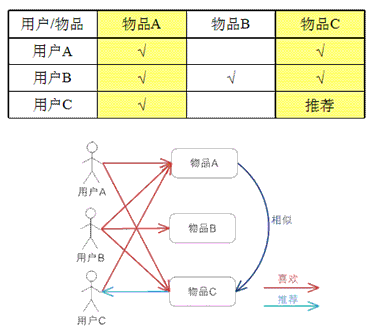 用户/物品 物品A 物品B 物品C
用户A √ √
用户B √ √ √
用户C √ 推荐
用户A
物品A
相似
用户B
物品B
用户C
物品C
喜欢
推荐